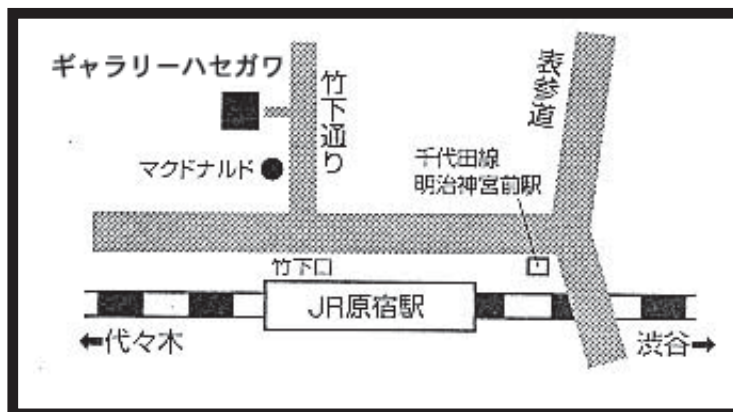 ギャラリーハセガワ
竹下通り
表参道
マクドナルド
千代田線
明治神宮前駅
竹下口
JR原宿駅
←代々木
渋谷→